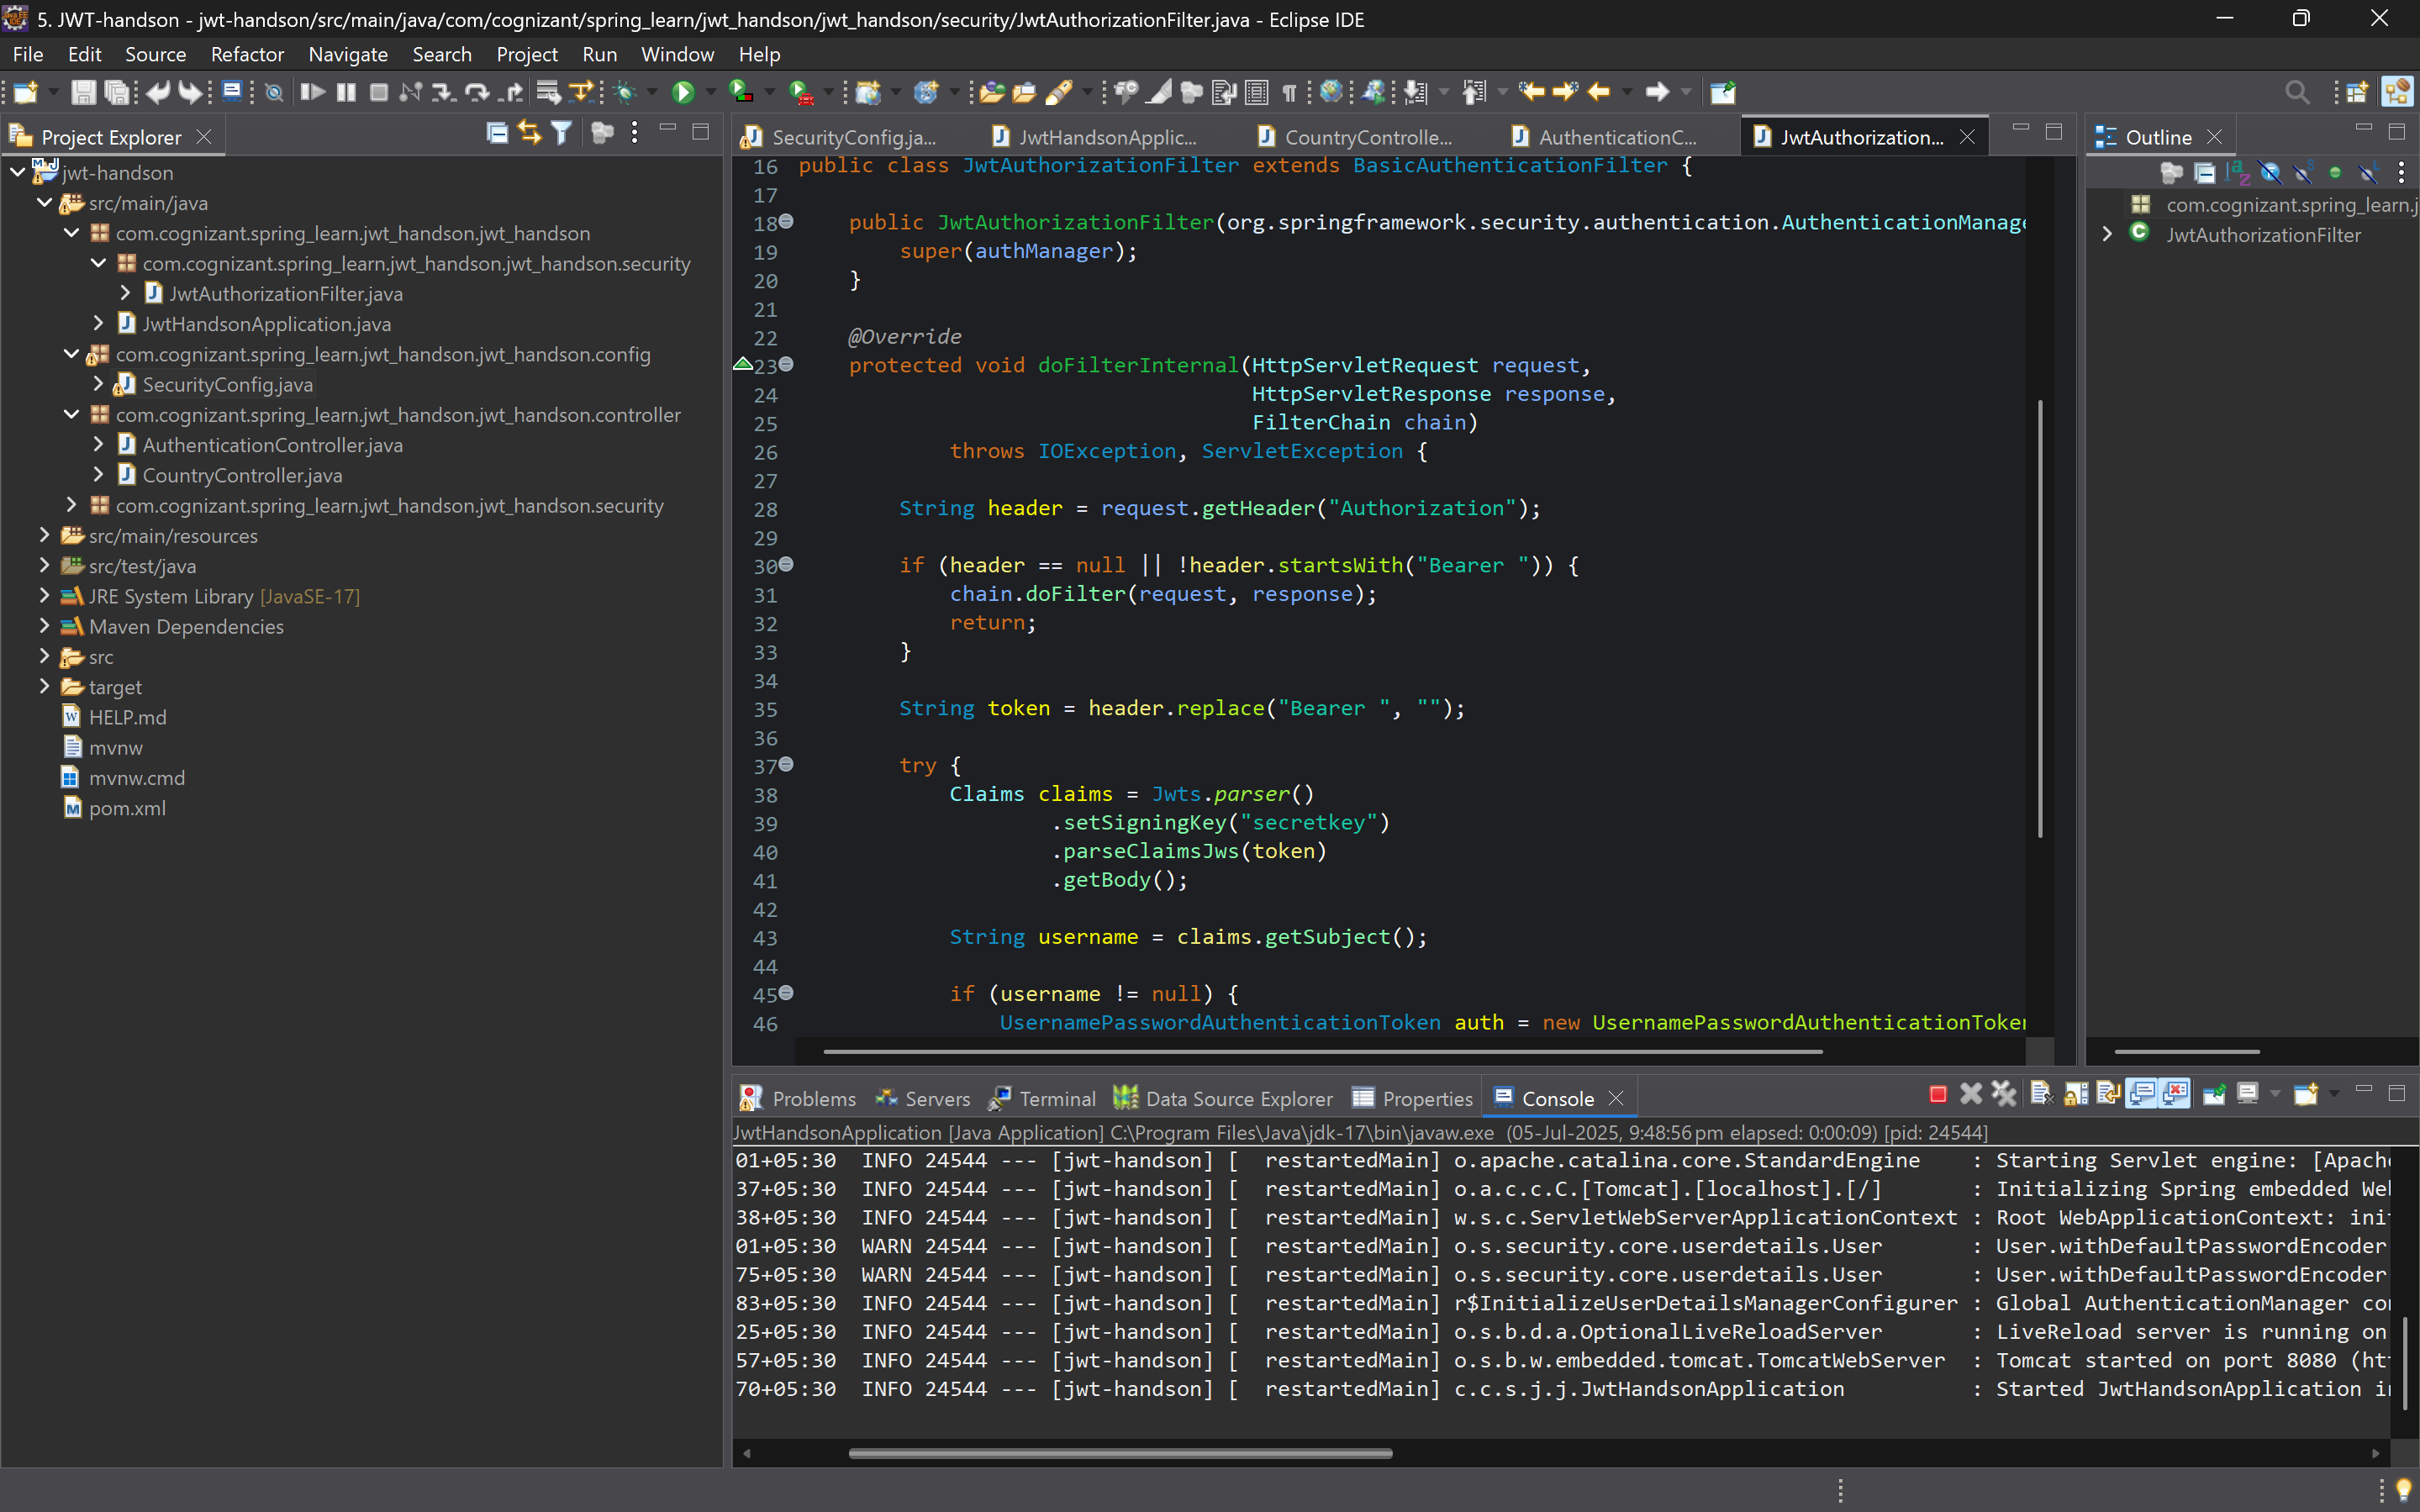 5. JWT-handson - jwt-handson/src/main/java/com/cognizant/spring_learn/jwt_handson/jwt_handson/security/JwtAuthorizationFilter.java - Eclipse IDE
File Edit Source Refactor Navigate Search Project Run Window Help
Project Explorer
jwt-handson
src/main/java
com.cognizant.spring_learn.jwt_handson.jwt_handson
com.cognizant.spring_learn.jwt_handson.jwt_handson.security
JwtAuthorizationFilter.java
JwtHandsonApplication.java
com.cognizant.spring_learn.jwt_handson.jwt_handson.config
SecurityConfig.java
com.cognizant.spring_learn.jwt_handson.jwt_handson.controller
AuthenticationController.java
CountryController.java
com.cognizant.spring_learn.jwt_handson.jwt_handson.security
src/main/resources
src/test/java
JRE System Library [JavaSE-17]
Maven Dependencies
src
target
HELP.md
mvnw
mvnw.cmd
pom.xml
SecurityConfig.ja... JwtHandsonApplic... CountryControlle... AuthenticationC... JwtAuthorization...
16 public class JwtAuthorizationFilter extends BasicAuthenticationFilter {
17
18 public JwtAuthorizationFilter(org.springframework.security.authentication.AuthenticationManage
19 super(authManager);
20 }
21
22 @Override
23 protected void doFilterInternal(HttpServletRequest request,
24 HttpServletResponse response,
25 FilterChain chain)
26 throws IOException, ServletException {
27
28 String header = request.getHeader("Authorization");
29
30 if (header == null || !header.startsWith("Bearer ")) {
31 chain.doFilter(request, response);
32 return;
33 }
34
35 String token = header.replace("Bearer ", "");
36
37 try {
38 Claims claims = Jwts.parser()
39 .setSigningKey("secretkey")
40 .parseClaimsJws(token)
41 .getBody();
42
43 String username = claims.getSubject();
44
45 if (username != null) {
46 UsernamePasswordAuthenticationToken auth = new UsernamePasswordAuthenticationToken
Outline
com.cognizant.spring_learn.j
JwtAuthorizationFilter
Problems Servers Terminal Data Source Explorer Properties Console
JwtHandsonApplication [Java Application] C:\Program Files\Java\jdk-17\bin\javaw.exe (05-Jul-2025, 9:48:56 pm elapsed: 0:00:09) [pid: 24544]
01+05:30 INFO 24544 --- [jwt-handson] [ restartedMain] o.apache.catalina.core.StandardEngine : Starting Servlet engine: [Apach
37+05:30 INFO 24544 --- [jwt-handson] [ restartedMain] o.a.c.c.C.[Tomcat].[localhost].[/] : Initializing Spring embedded We
38+05:30 INFO 24544 --- [jwt-handson] [ restartedMain] w.s.c.ServletWebServerApplicationContext : Root WebApplicationContext: ini
01+05:30 WARN 24544 --- [jwt-handson] [ restartedMain] o.s.security.core.userdetails.User : User.withDefaultPasswordEncoder
75+05:30 WARN 24544 --- [jwt-handson] [ restartedMain] o.s.security.core.userdetails.User : User.withDefaultPasswordEncoder
83+05:30 INFO 24544 --- [jwt-handson] [ restartedMain] r$InitializeUserDetailsManagerConfigurer : Global AuthenticationManager co
25+05:30 INFO 24544 --- [jwt-handson] [ restartedMain] o.s.b.d.a.OptionalLiveReloadServer : LiveReload server is running on
57+05:30 INFO 24544 --- [jwt-handson] [ restartedMain] o.s.b.w.embedded.tomcat.TomcatWebServer : Tomcat started on port 8080 (ht
70+05:30 INFO 24544 --- [jwt-handson] [ restartedMain] c.c.s.j.j.JwtHandsonApplication : Started JwtHandsonApplication i